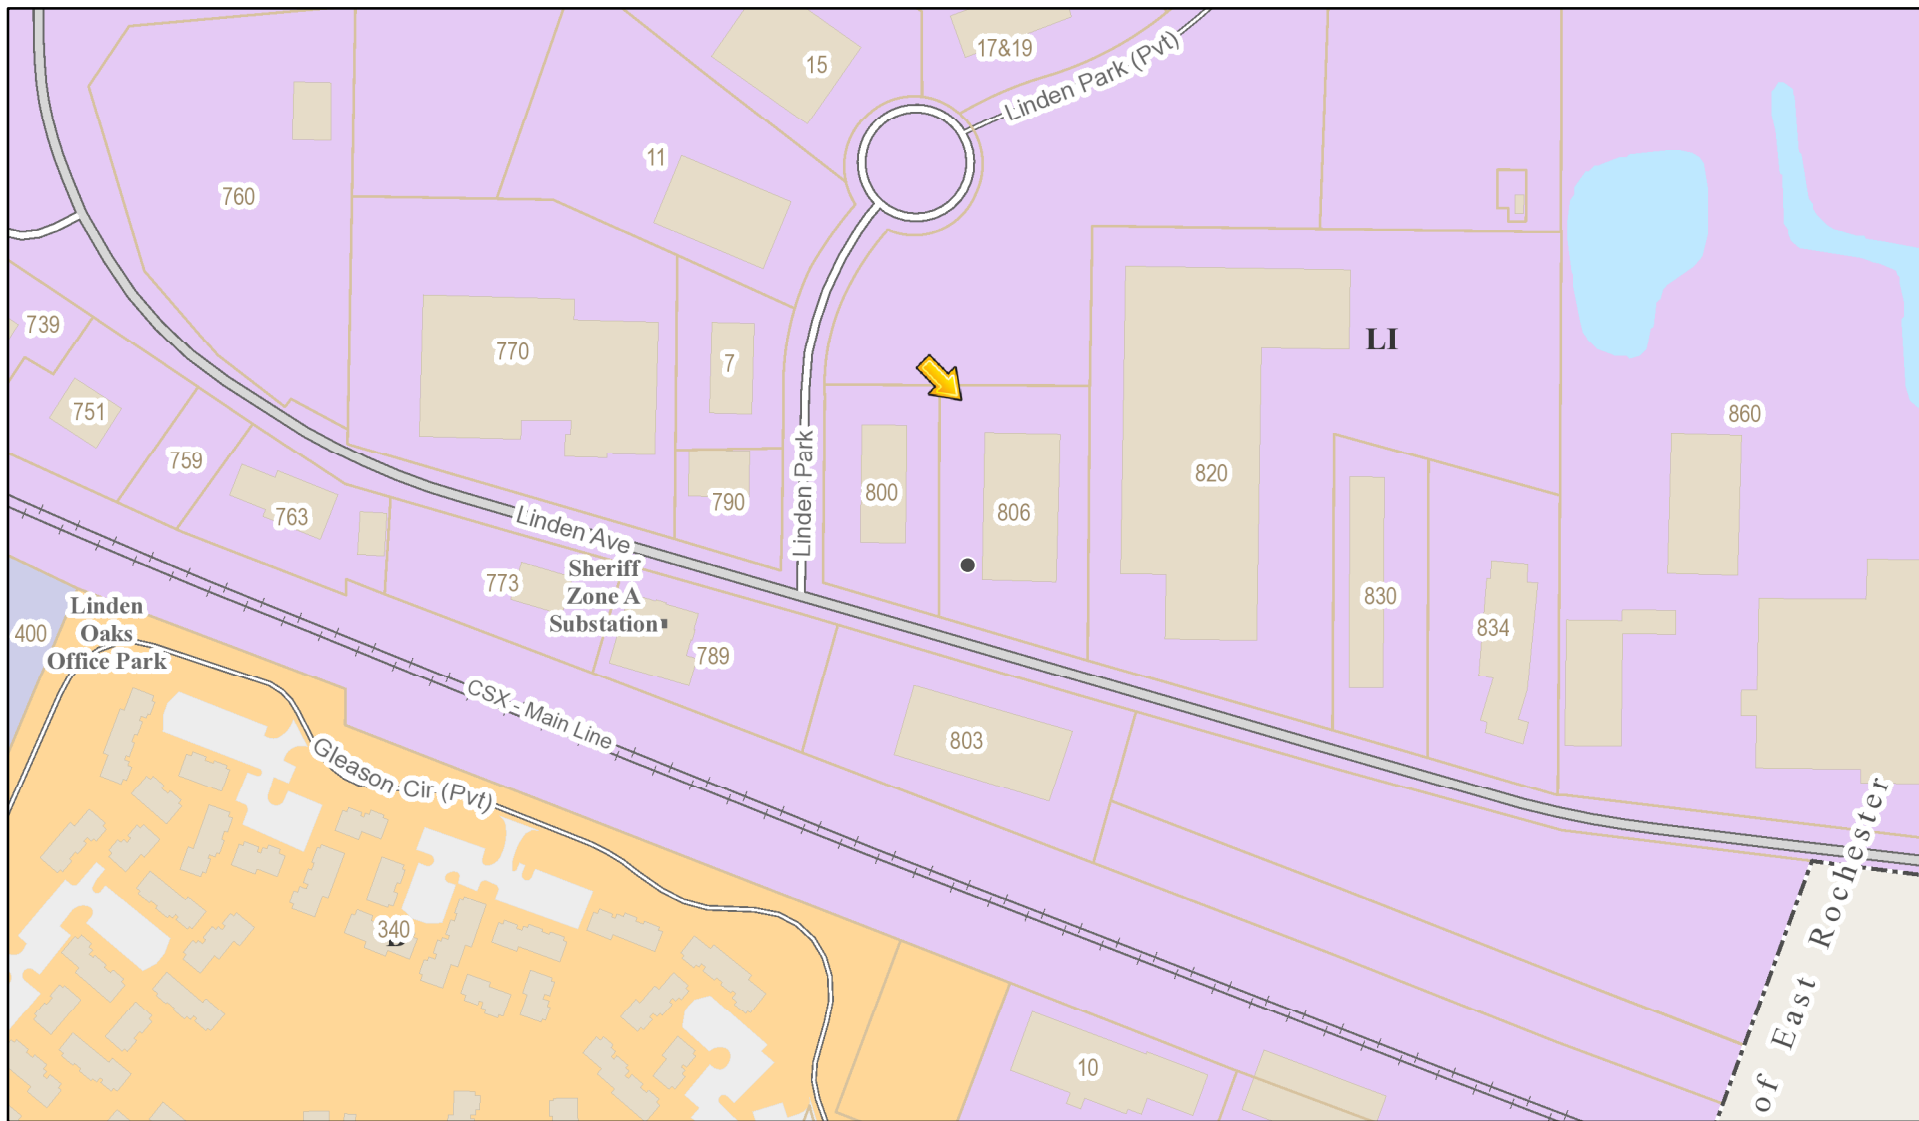 17&19
15
Linden Park (Pvt)
11
760
739
770
7
LI
751
860
759
820
800
790
806
763
Linden Park
Linden Ave
Sheriff
Zone A
Substation
773
830
834
Linden
Oaks
Office Park
400
789
CSX - Main Line
803
Gleason Cir (Pvt)
340
10
of East Rochester